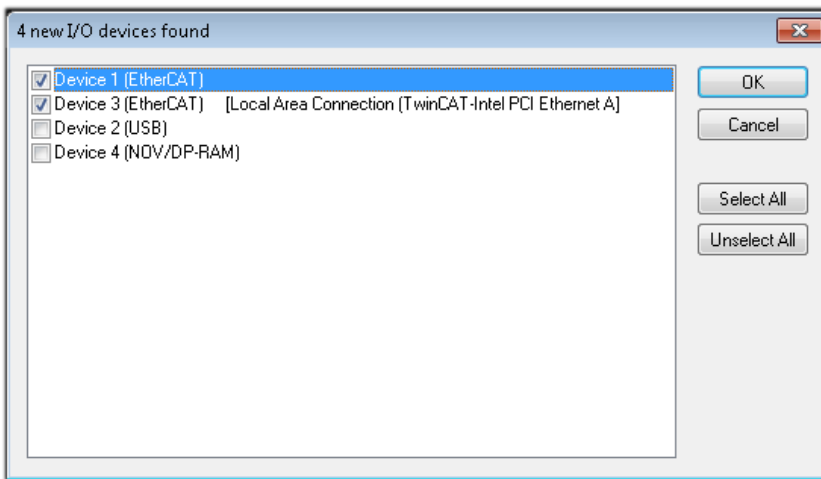 4 new I/O devices found
Device 1 (EtherCAT)
Device 3 (EtherCAT) [Local Area Connection (TwinCAT-Intel PCI Ethernet A]
Device 2 (USB)
Device 4 (NOV/DP-RAM)
OK
Cancel
Select All
Unselect All